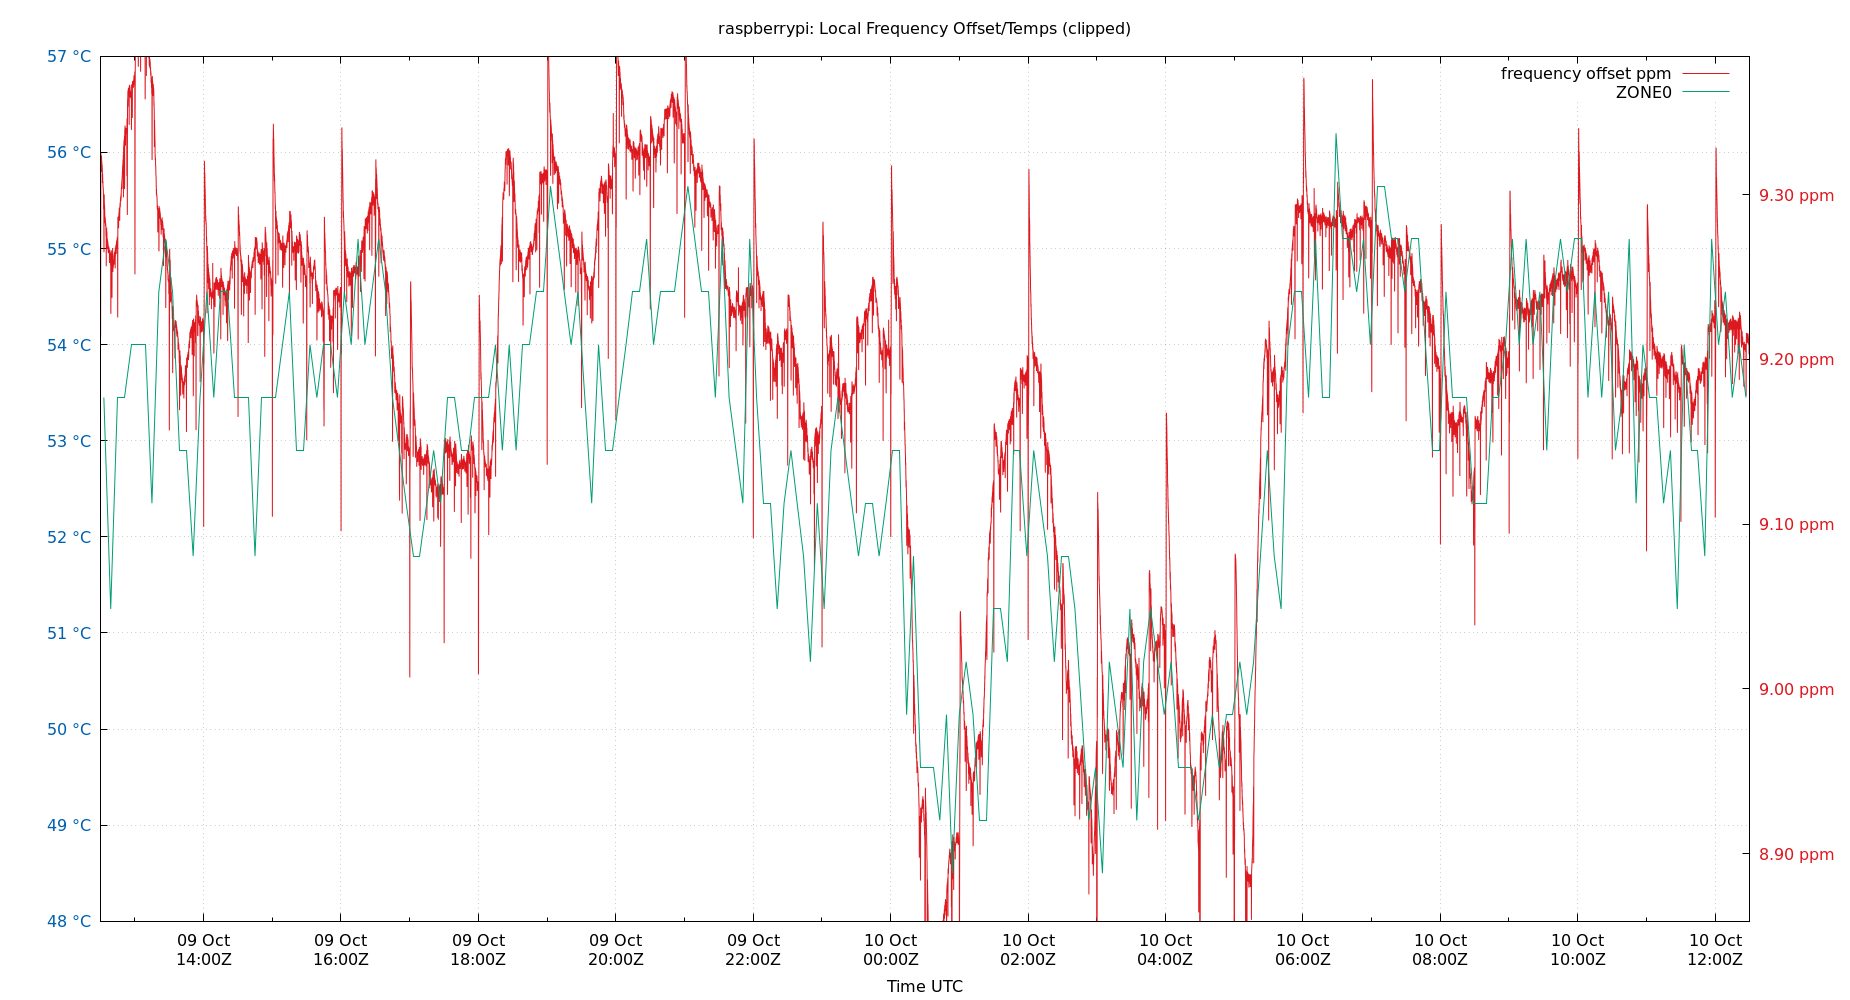 raspberrypi: Local Frequency Offset/Temps (clipped)
57 °C
56 °C
55 °C
54 °C
53 °C
52 °C
51 °C
50 °C
49 °C
48 °C
frequency offset ppm
ZONE0
9.30 ppm
9.20 ppm
9.10 ppm
9.00 ppm
8.90 ppm
09 Oct 09 Oct 09 Oct 09 Oct 09 Oct 10 Oct 10 Oct 10 Oct 10 Oct 10 Oct 10 Oct 10 Oct
14:00Z 16:00Z 18:00Z 20:00Z 22:00Z 00:00Z 02:00Z 04:00Z 06:00Z 08:00Z 10:00Z 12:00Z
Time UTC